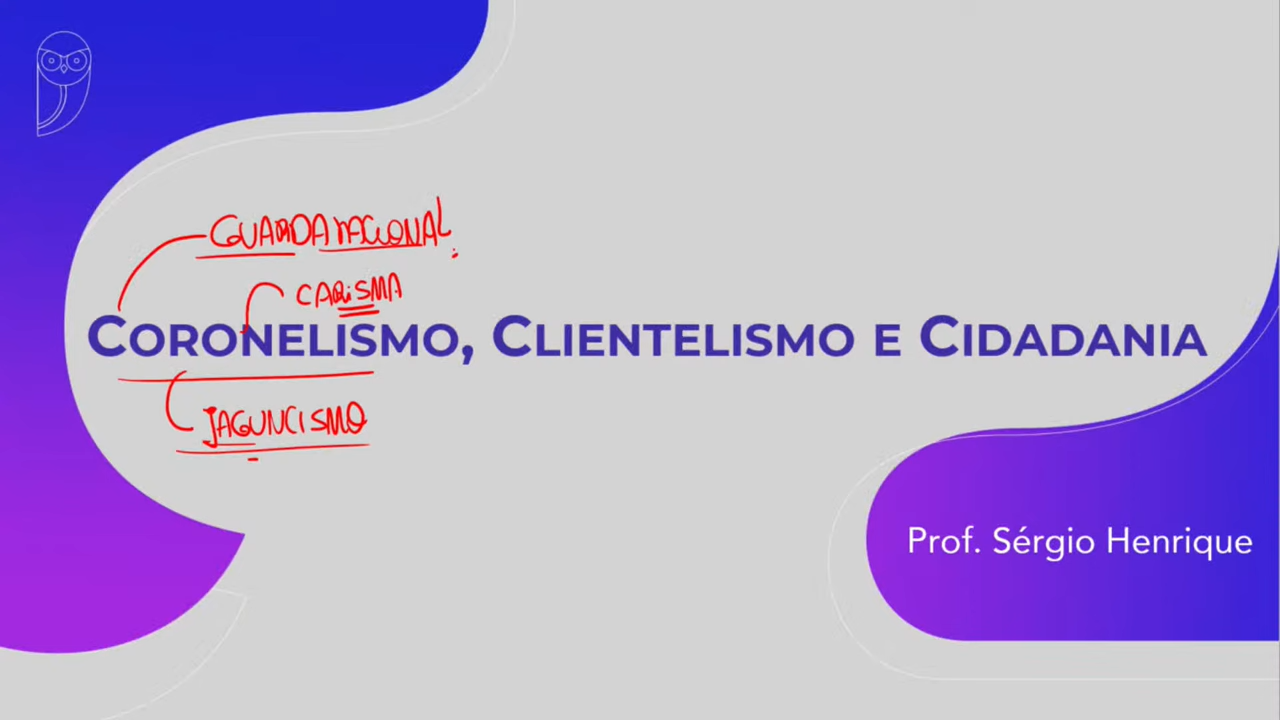 GUARDA NACIONAL
CARISMA
CORONELISMO, CLIENTELISMO E CIDADANIA
JAGUNCISMO
Prof. Sérgio Henrique